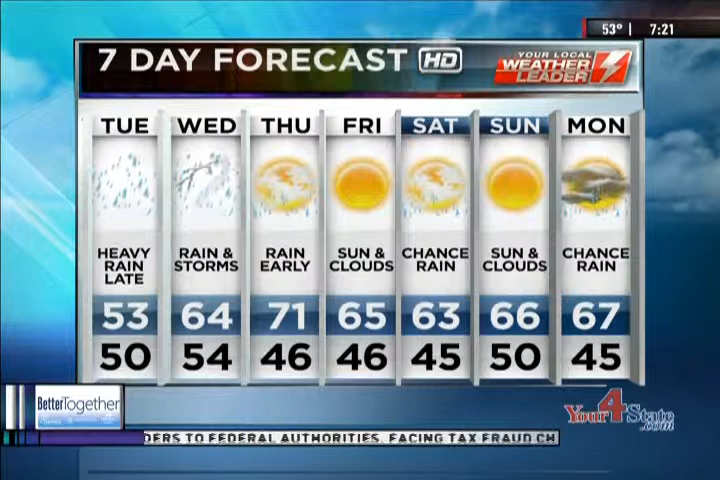 53° | 7:21
7 DAY FORECAST HD
YOUR LOCAL
WEATHER
LEADER
TUE WED THU FRI SAT SUN MON
HEAVY RAIN LATE
RAIN & STORMS
RAIN EARLY
SUN & CLOUDS
CHANCE RAIN
SUN & CLOUDS
CHANCE RAIN
53 64 71 65 63 66 67
50 54 46 46 45 50 45
BetterTogether
Your4State
.com
DERS TO FEDERAL AUTHORITIES, FACING TAX FRAUD CH